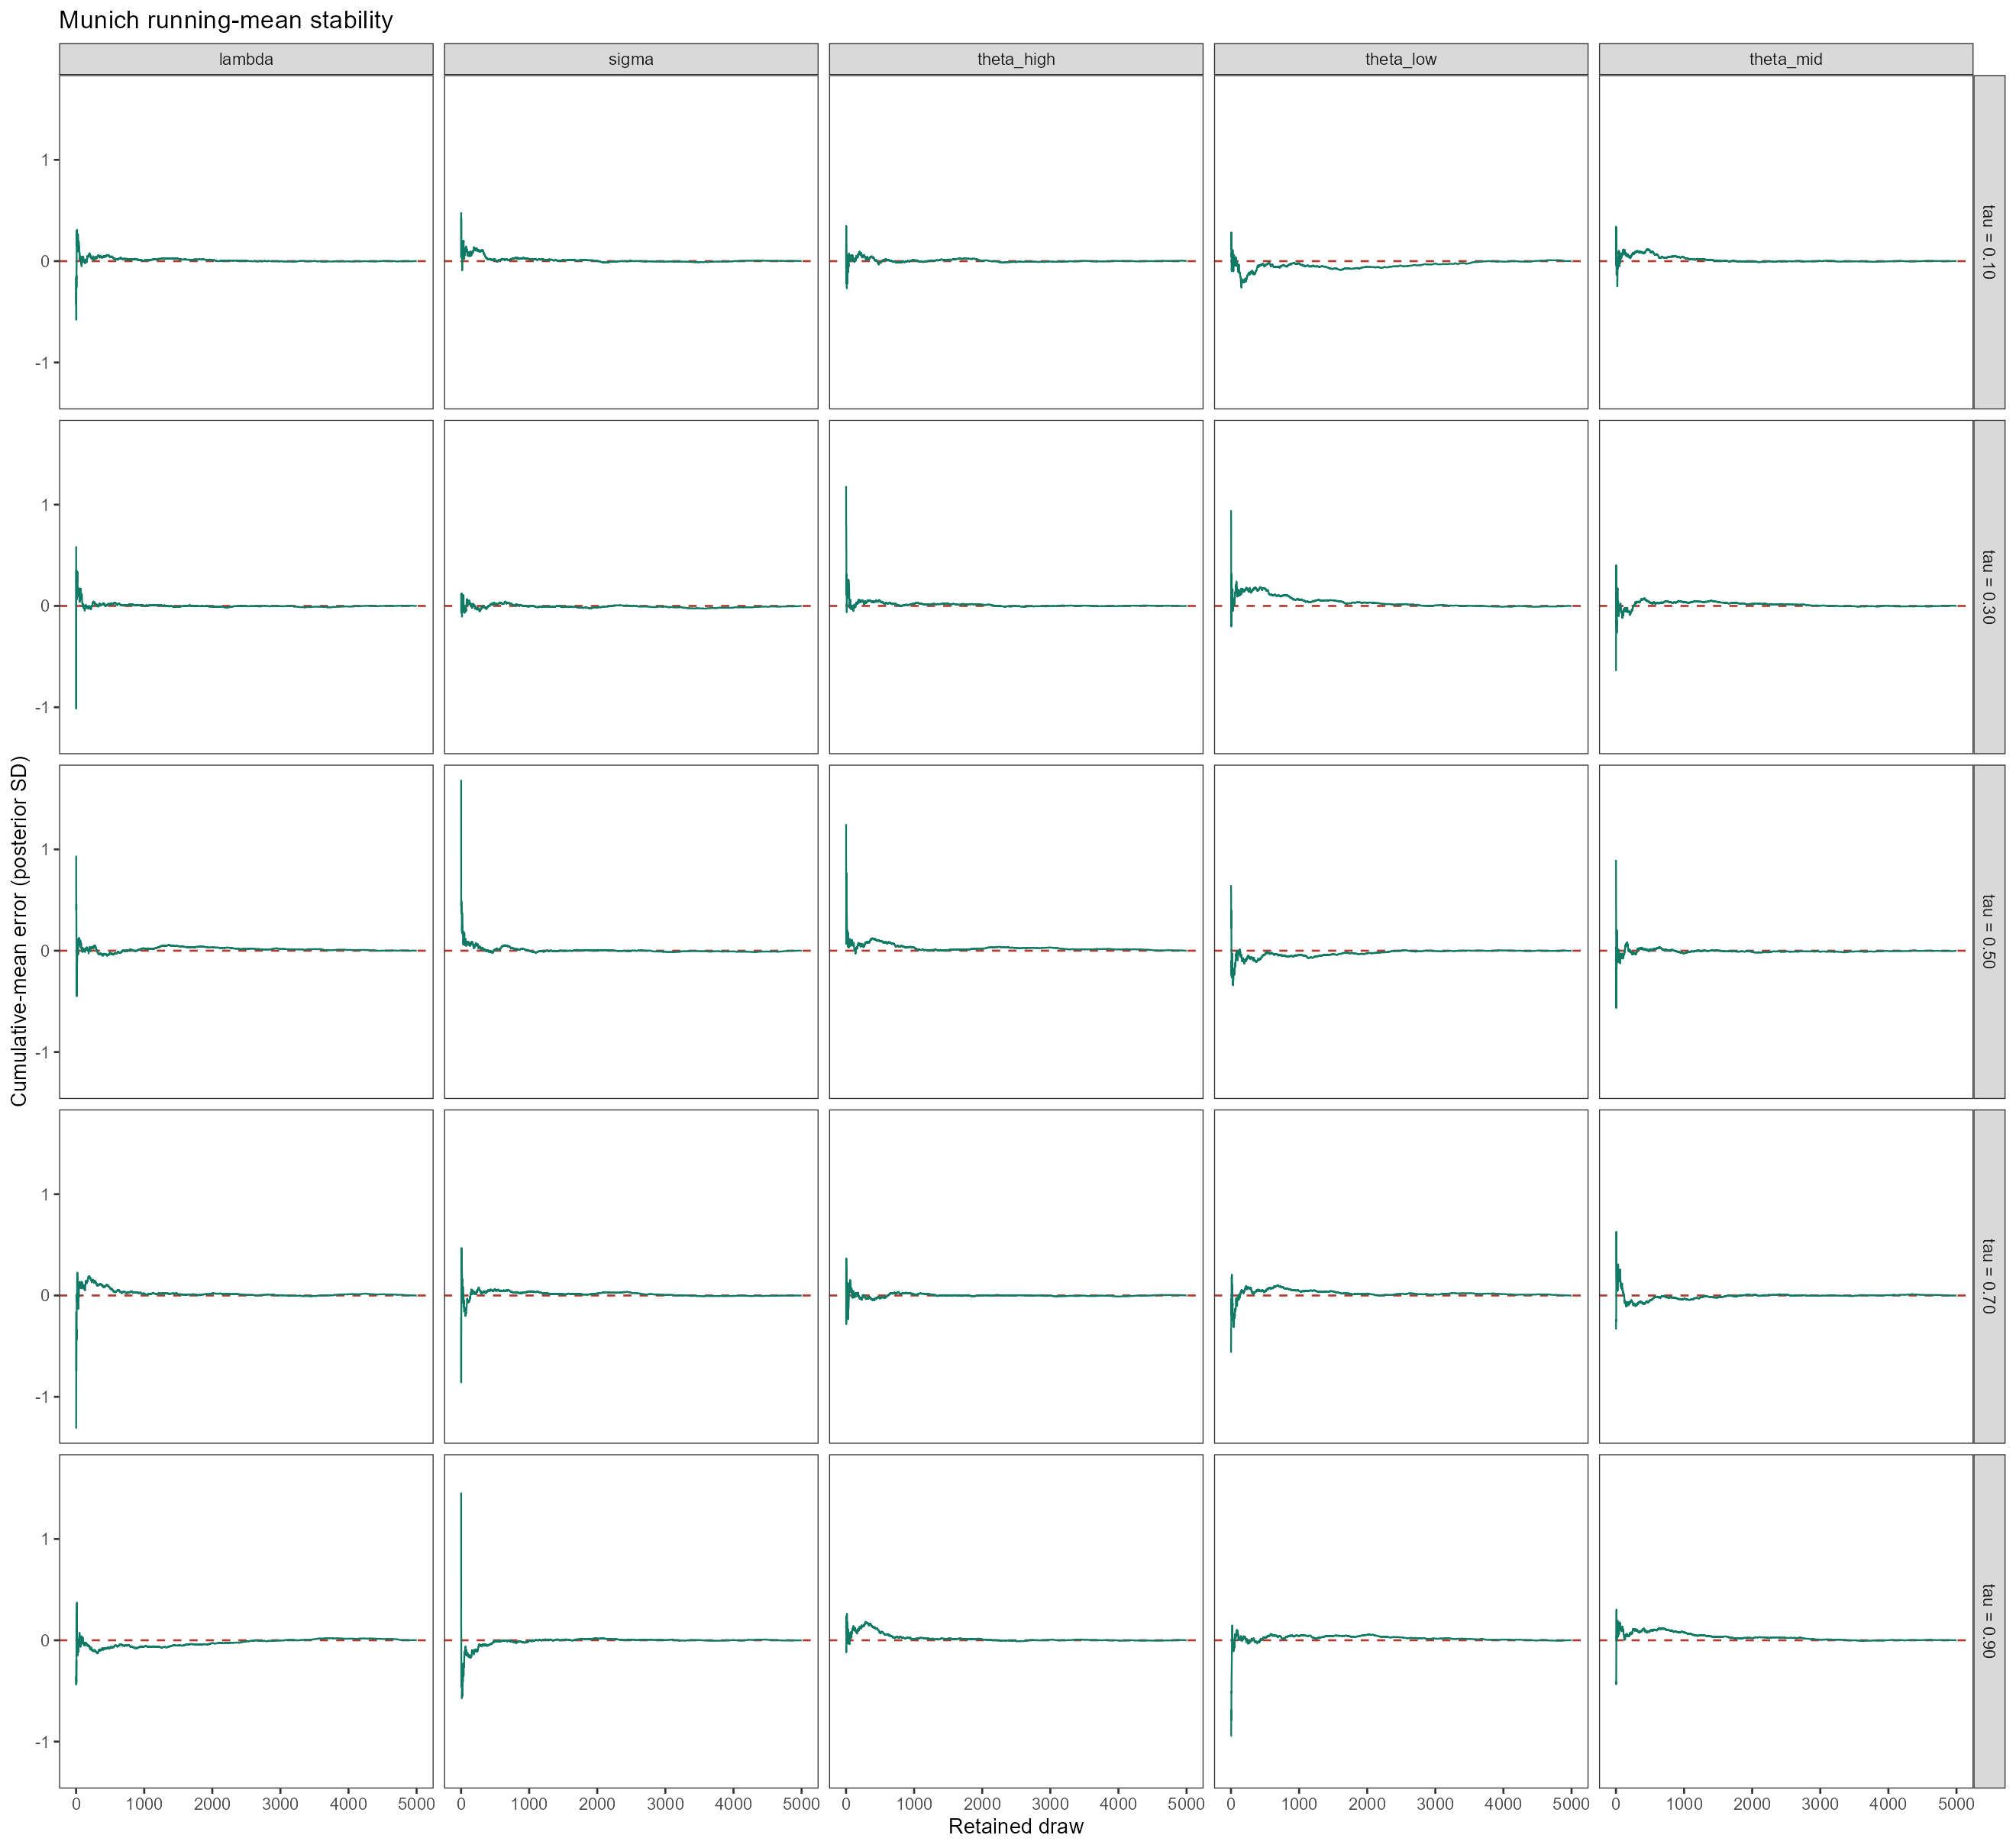 Munich running-mean stability
lambda sigma theta_high theta_low theta_mid
1
0
-1
tau = 0.10
1
0
-1
tau = 0.30
1
0
-1
tau = 0.50
1
0
-1
tau = 0.70
1
0
-1
tau = 0.90
Cumulative-mean error (posterior SD)
0 1000 2000 3000 4000 5000 0 1000 2000 3000 4000 5000 0 1000 2000 3000 4000 5000 0 1000 2000 3000 4000 5000 0 1000 2000 3000 4000 5000
Retained draw